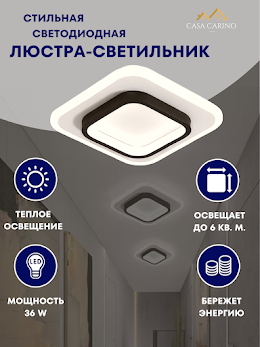 CASA CARINO
СТИЛЬНАЯ
СВЕТОДИОДНАЯ
ЛЮСТРА-СВЕТИЛЬНИК
ТЕПЛОЕ
ОСВЕЩЕНИЕ
ОСВЕЩАЕТ
ДО 6 КВ. М.
LED
МОЩНОСТЬ
36 W
БЕРЕЖЕТ
ЭНЕРГИЮ